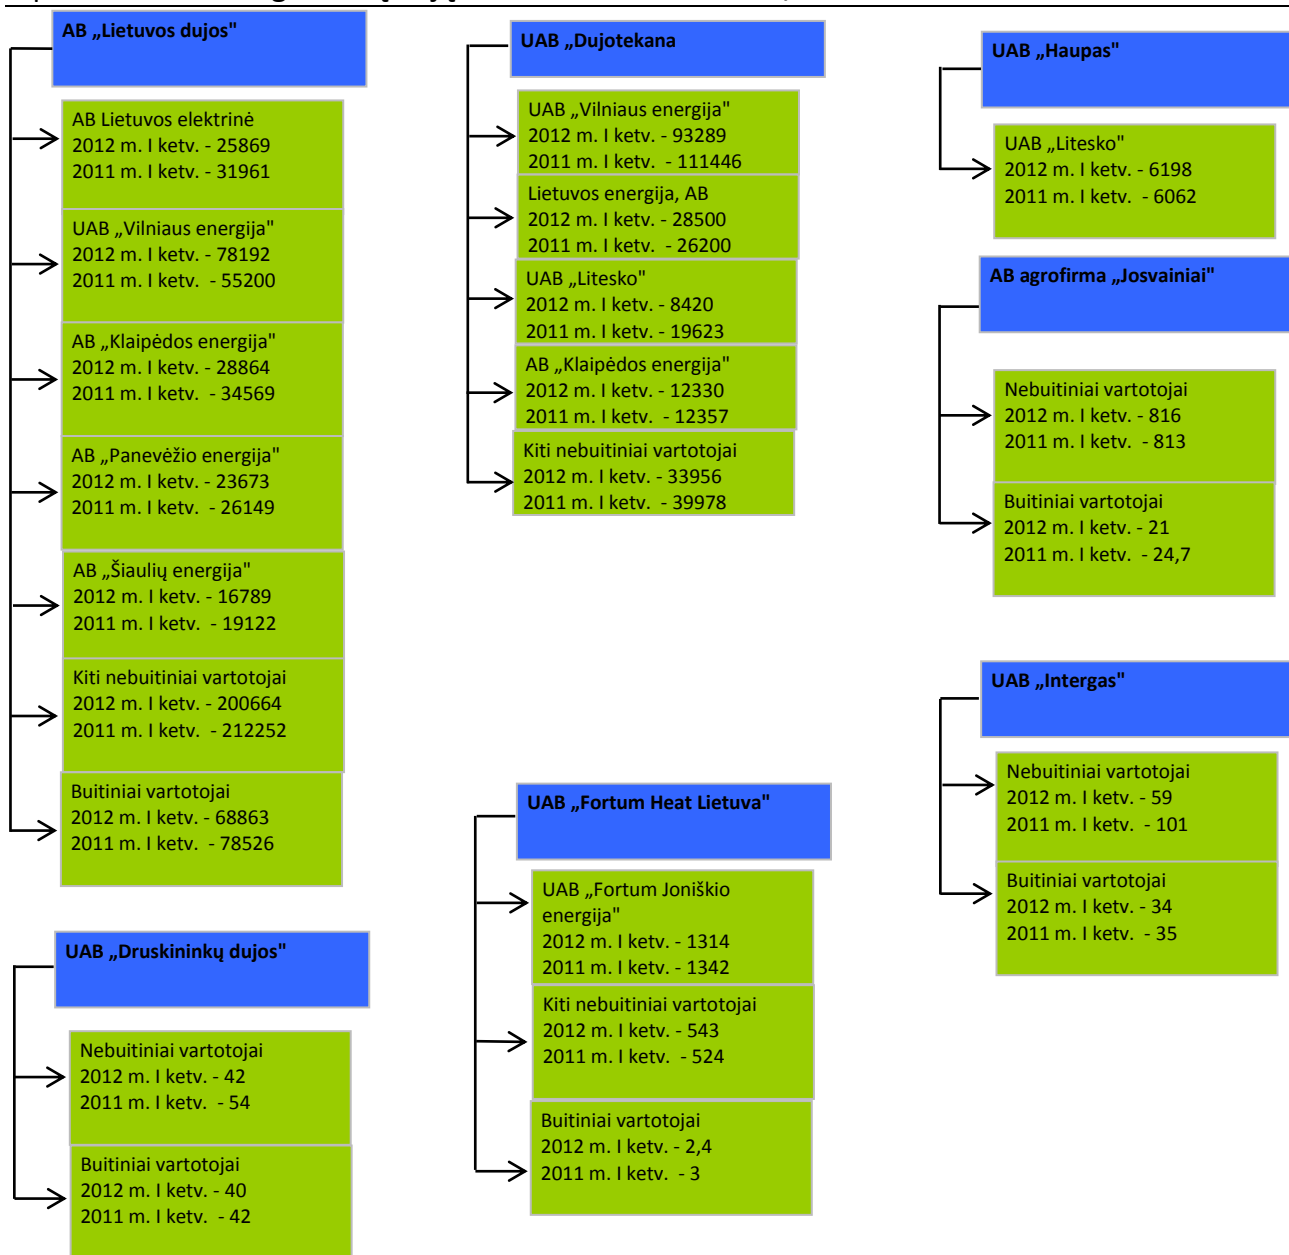 AB „Lietuvos dujos"
AB Lietuvos elektrinė
2012 m. I ketv. - 25869
2011 m. I ketv.  - 31961
UAB „Vilniaus energija"
2012 m. I ketv. - 78192
2011 m. I ketv.  - 55200
AB „Klaipėdos energija"
2012 m. I ketv. - 28864
2011 m. I ketv.  - 34569
AB „Panevėžio energija"
2012 m. I ketv. - 23673
2011 m. I ketv.  - 26149
AB „Šiaulių energija"
2012 m. I ketv. - 16789
2011 m. I ketv.  - 19122
Kiti nebuitiniai vartotojai
2012 m. I ketv. - 200664
2011 m. I ketv.  - 212252
Buitiniai vartotojai
2012 m. I ketv. - 68863
2011 m. I ketv.  - 78526
UAB „Druskininkų dujos"
Nebuitiniai vartotojai
2012 m. I ketv. - 42
2011 m. I ketv.  - 54
Buitiniai vartotojai
2012 m. I ketv. - 40
2011 m. I ketv.  - 42
UAB „Dujotekana
UAB „Vilniaus energija"
2012 m. I ketv. - 93289
2011 m. I ketv.  - 111446
Lietuvos energija, AB
2012 m. I ketv. - 28500
2011 m. I ketv.  - 26200
UAB „Litesko"
2012 m. I ketv. - 8420
2011 m. I ketv. - 19623
AB „Klaipėdos energija"
2012 m. I ketv. - 12330
2011 m. I ketv.  - 12357
Kiti nebuitiniai vartotojai
2012 m. I ketv. - 33956
2011 m. I ketv. - 39978
UAB „Fortum Heat Lietuva"
UAB „Fortum Joniškio
energija"
2012 m. I ketv. - 1314
2011 m. I ketv.  - 1342
Kiti nebuitiniai vartotojai
2012 m. I ketv. - 543
2011 m. I ketv.  - 524
Buitiniai vartotojai
2012 m. I ketv. - 2,4
2011 m. I ketv.  - 3
UAB „Haupas"
UAB „Litesko"
2012 m. I ketv. - 6198
2011 m. I ketv.  - 6062
AB agrofirma „Josvainiai"
Nebuitiniai vartotojai
2012 m. I ketv. - 816
2011 m. I ketv.  - 813
Buitiniai vartotojai
2012 m. I ketv. - 21
2011 m. I ketv.  - 24,7
UAB „Intergas"
Nebuitiniai vartotojai
2012 m. I ketv. - 59
2011 m. I ketv.  - 101
Buitiniai vartotojai
2012 m. I ketv. - 34
2011 m. I ketv.  - 35